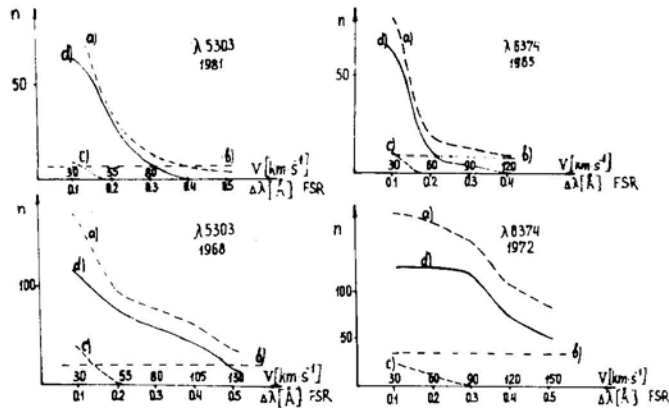 n
a)
d)
λ 5303
1981
50
c)
b)
30 55 80
V[km·s⁻¹]
0.1 0.2 0.3 0.4 0.5
Δλ[Å] FSR
a)
d)
λ 6374
1985
50
c)
b)
30 60 90 120
V[km·s⁻¹]
0.1 0.2 0.3 0.4
Δλ[Å] FSR
n
a)
d)
λ 5303
1968
100
c)
b)
30 55 80 105 130
V[km·s⁻¹]
0.1 0.2 0.3 0.4 0.5
Δλ[Å] FSR
n
a)
d)
λ 6374
1972
100
50
b)
c)
30 60 90 120 150
V[km·s⁻¹]
0.1 0.2 0.3 0.4 0.5
Δλ[Å] FSR